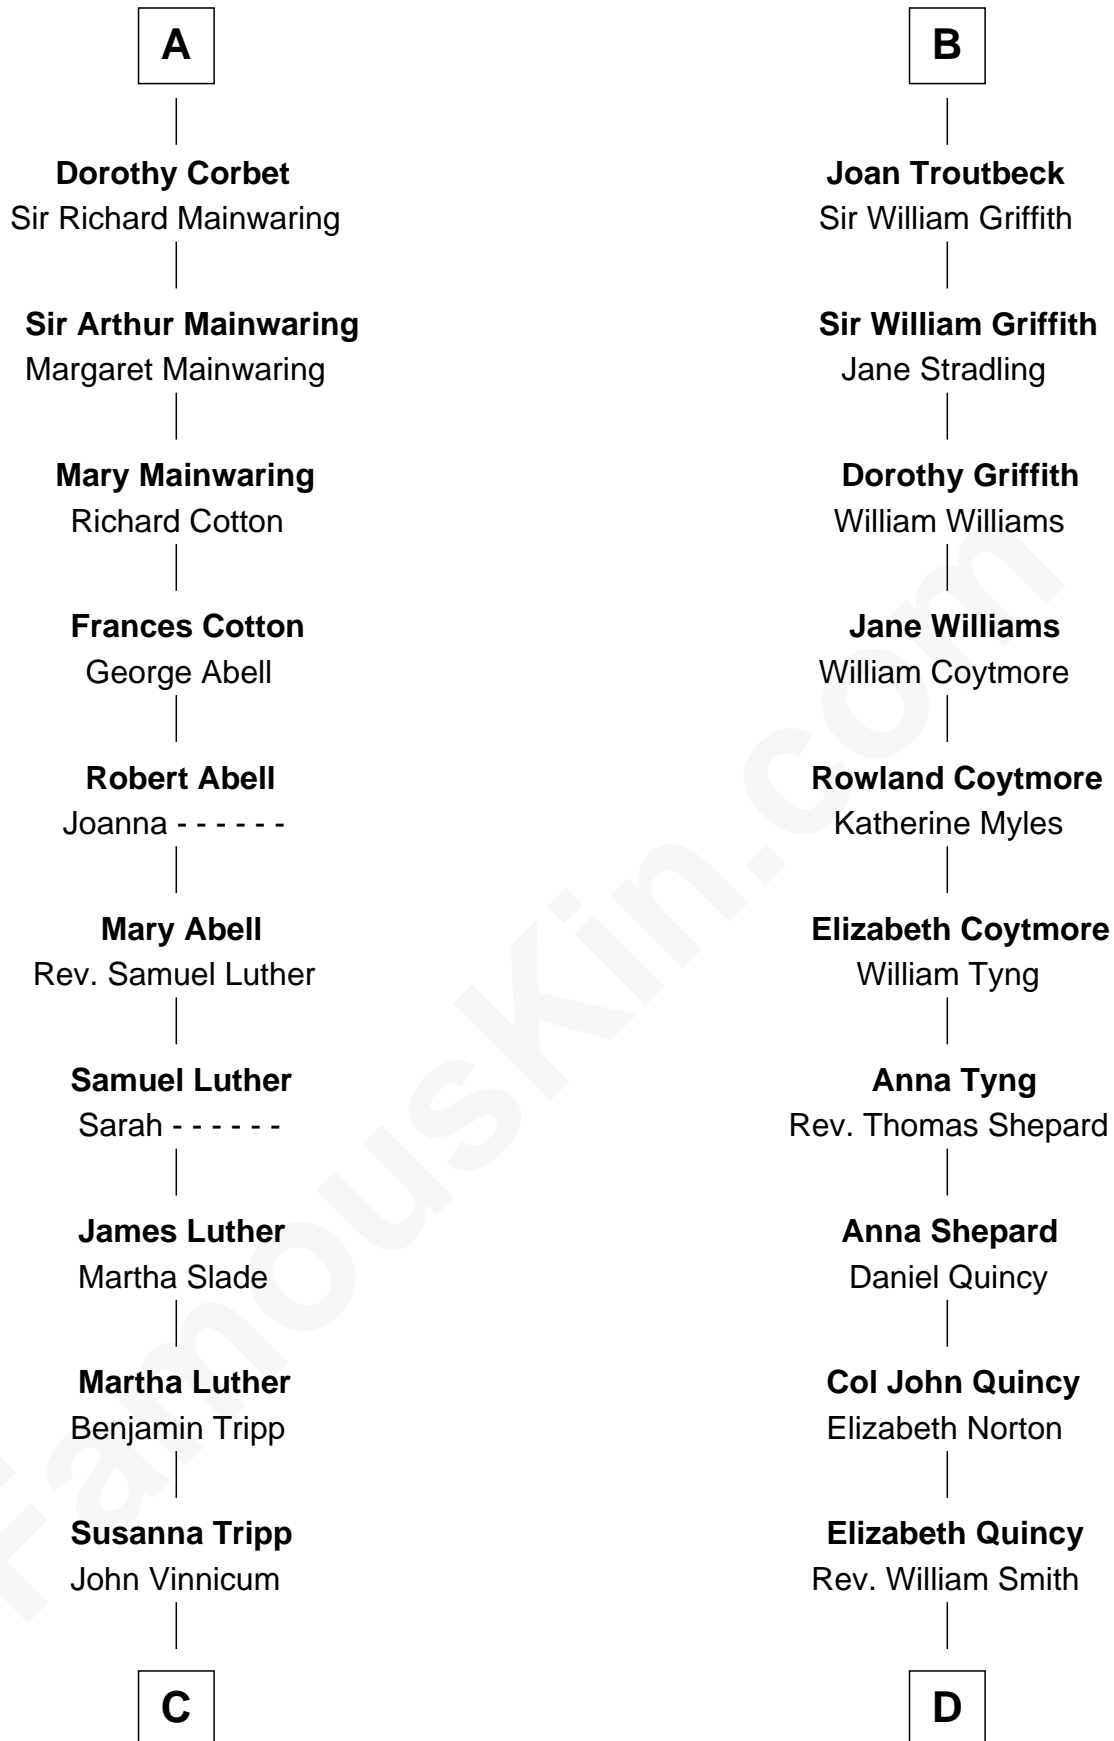 A
Dorothy Corbet
Sir Richard Mainwaring
Sir Arthur Mainwaring
Margaret Mainwaring
Mary Mainwaring
Richard Cotton
Frances Cotton
George Abell
Robert Abell
Joanna - - - - - -
Mary Abell
Rev. Samuel Luther
Samuel Luther
Sarah - - - - - -
James Luther
Martha Slade
Martha Luther
Benjamin Tripp
Susanna Tripp
John Vinnicum
C
B
Joan Troutbeck
Sir William Griffith
Sir William Griffith
Jane Stradling
Dorothy Griffith
William Williams
Jane Williams
William Coytmore
Rowland Coytmore
Katherine Myles
Elizabeth Coytmore
William Tyng
Anna Tyng
Rev. Thomas Shepard
Anna Shepard
Daniel Quincy
Col John Quincy
Elizabeth Norton
Elizabeth Quincy
Rev. William Smith
D
FamousKin.com